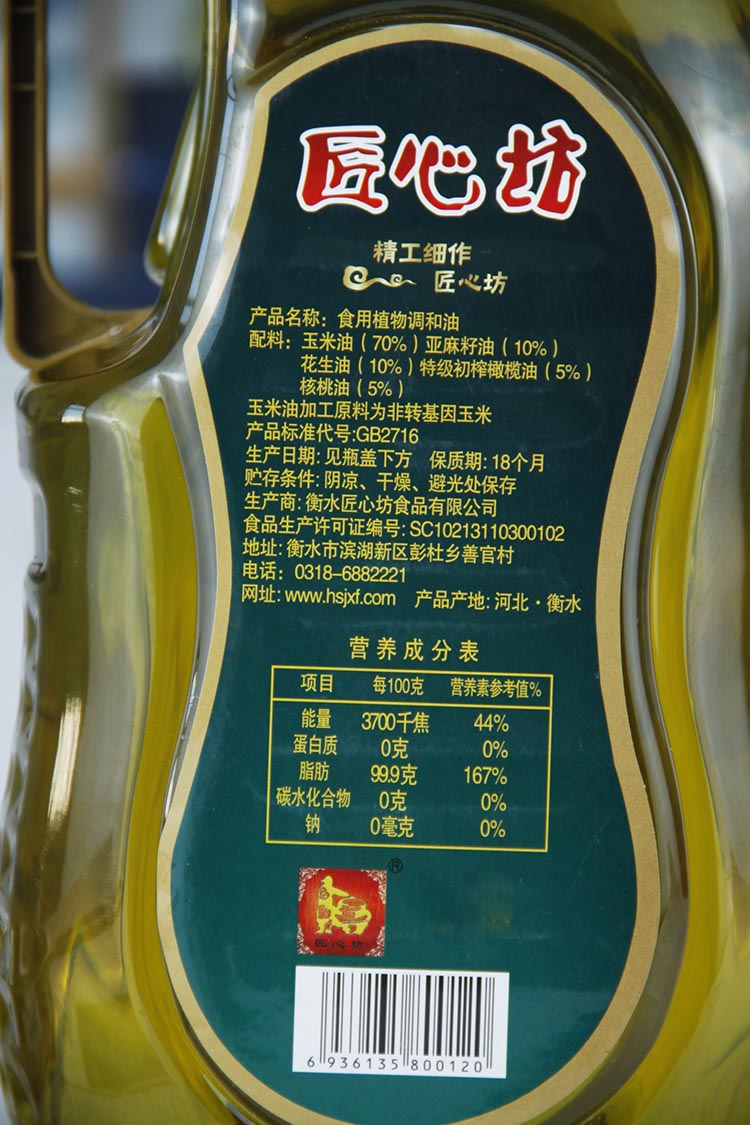 匠心坊
精工细作
匠心坊
产品名称：食用植物调和油
配料：玉米油（70%）亚麻籽油（10%）
花生油（10%）特级初榨橄榄油（5%）
核桃油（5%）
玉米油加工原料为非转基因玉米
产品标准代号:GB2716
生产日期: 见瓶盖下方 保质期: 18个月
贮存条件: 阴凉、干燥、避光处保存
生产商: 衡水匠心坊食品有限公司
食品生产许可证编号: SC10213110300102
地址: 衡水市滨湖新区彭杜乡善官村
电话： 0318-6882221
网址: www.hsjxf.com 产品产地: 河北·衡水
营养成分表
项目 每100克 营养素参考值%
能量 3700千焦 44%
蛋白质 0克 0%
脂肪 99.9克 167%
碳水化合物 0克 0%
钠 0毫克 0%
®
匠心坊
6 936135 800120